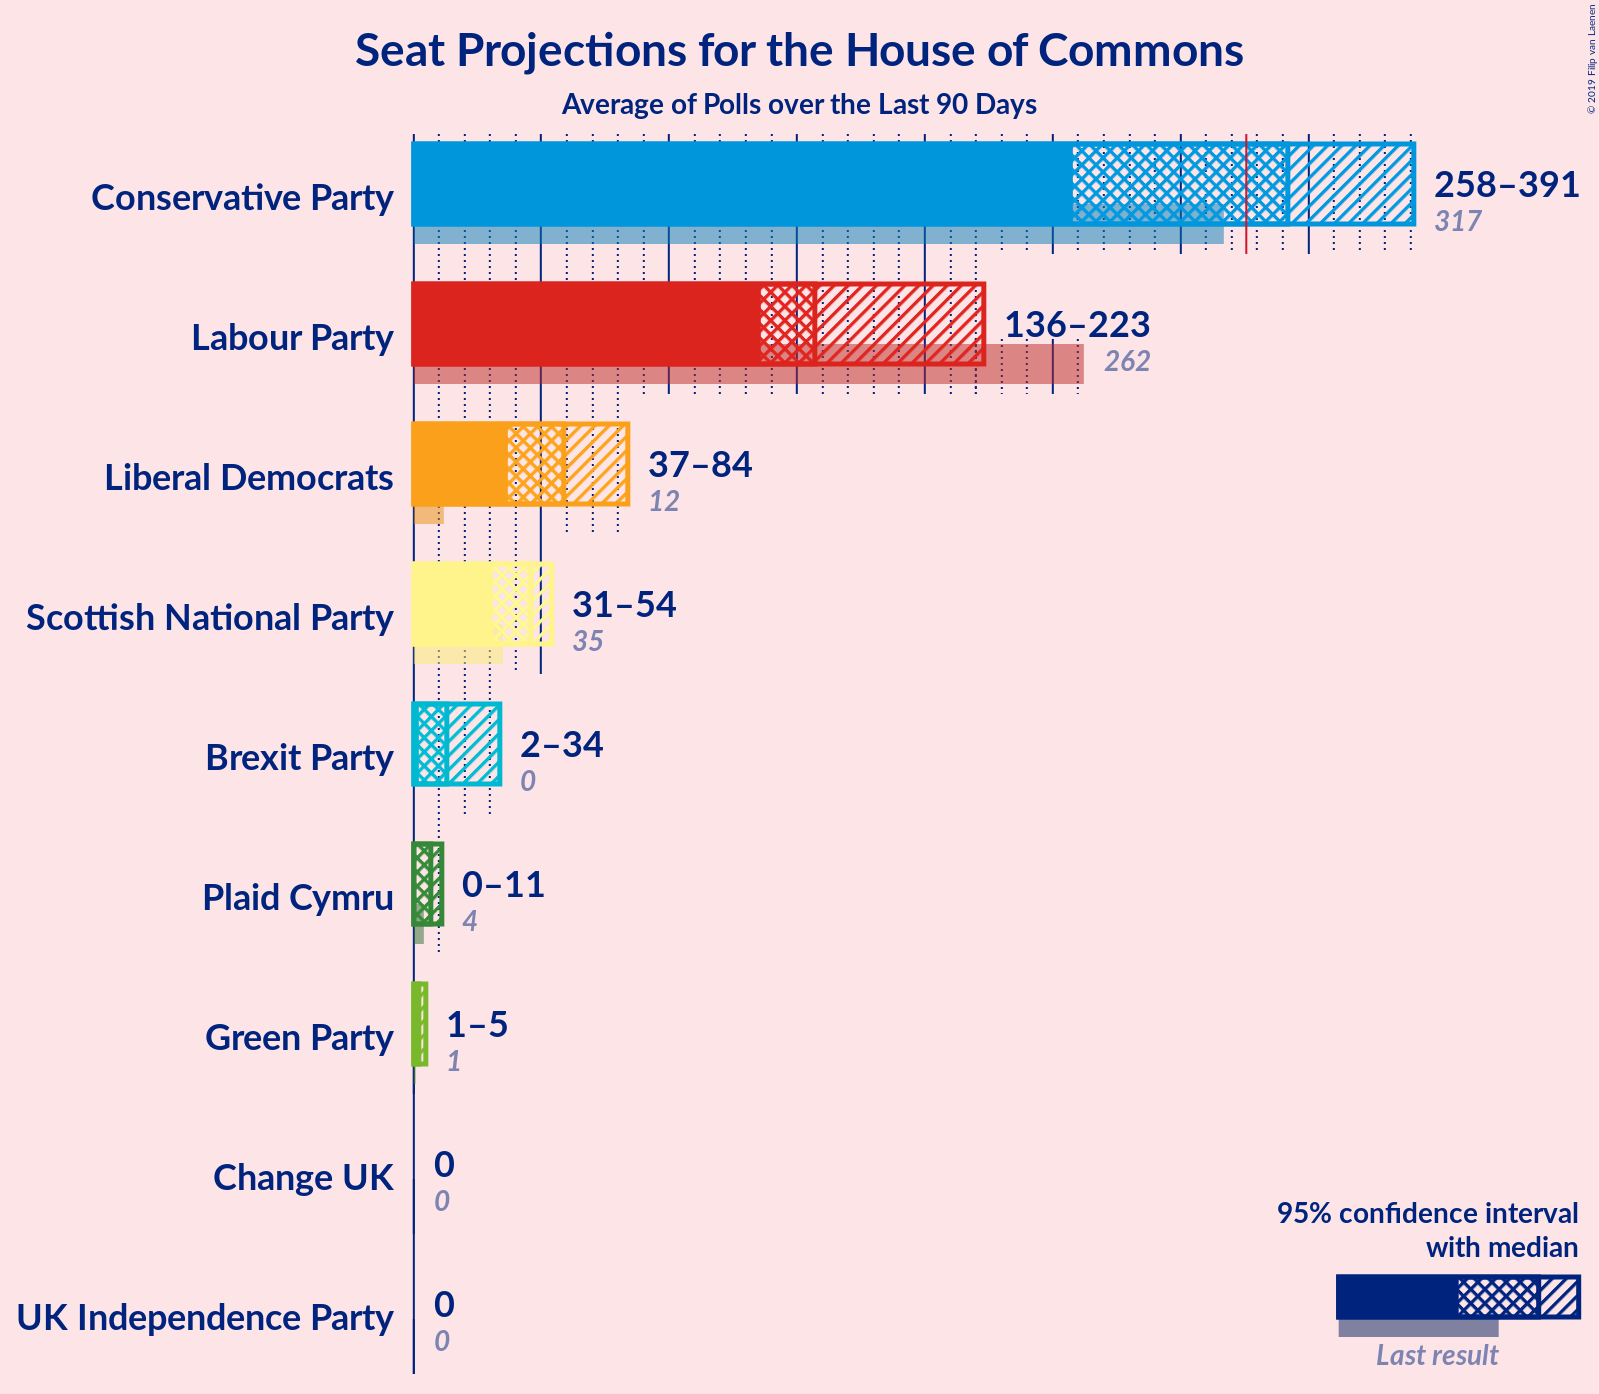 Seat Projections for the House of Commons
Average of Polls over the Last 90 Days
© 2019 Filip van Laenen
Conservative Party
258–391
317
Labour Party
136–223
262
Liberal Democrats
37–84
12
Scottish National Party
31–54
35
Brexit Party
2–34
0
Plaid Cymru
0–11
4
Green Party
1–5
1
Change UK
0
0
UK Independence Party
0
0
95% confidence interval
with median
Last result